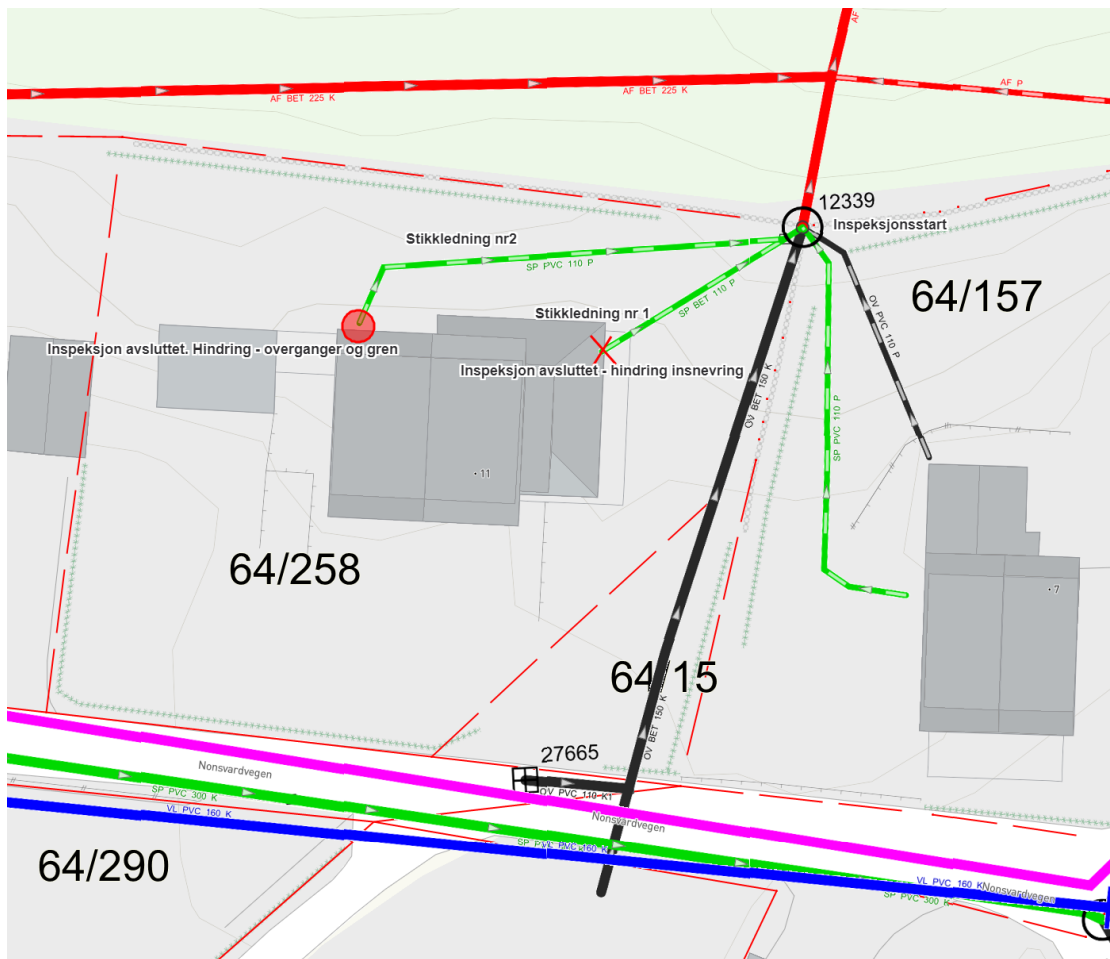 AF
AF BET 225 K
AF BET 225 K
AF P
12339
Inspeksjonsstart
Stikkledning nr2
SP PVC 110 P
SP BET 110 P
64/157
OV PVC 110 P
Stikkledning nr 1
Inspeksjon avsluttet. Hindring - overganger og gren
Inspeksjon avsluttet - hindring insnevring
OV BET 150 K
SP PVC 110 P
11
64/258
7
64 15
OV BET 150 K
27665
Nonsvardvegen
OV PVC 110 K1
SP PVC 300 K
VL PVC 160 K
Nonsvardvegen
SP P
VL PVC 160 K
64/290
VL PVC 160 K
Nonsvardvegen
SP PVC 300 K